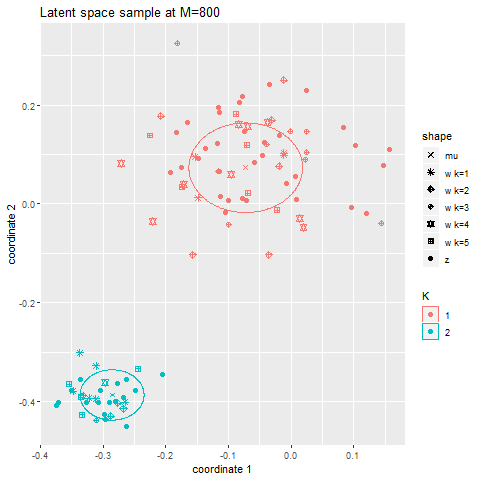 Latent space sample at M=800
coordinate 2
0.2
0.0
-0.2
-0.4
-0.4
-0.3
-0.2
-0.1
0.0
0.1
coordinate 1
shape
mu
w k=1
w k=2
w k=3
w k=4
w k=5
z
K
1
2